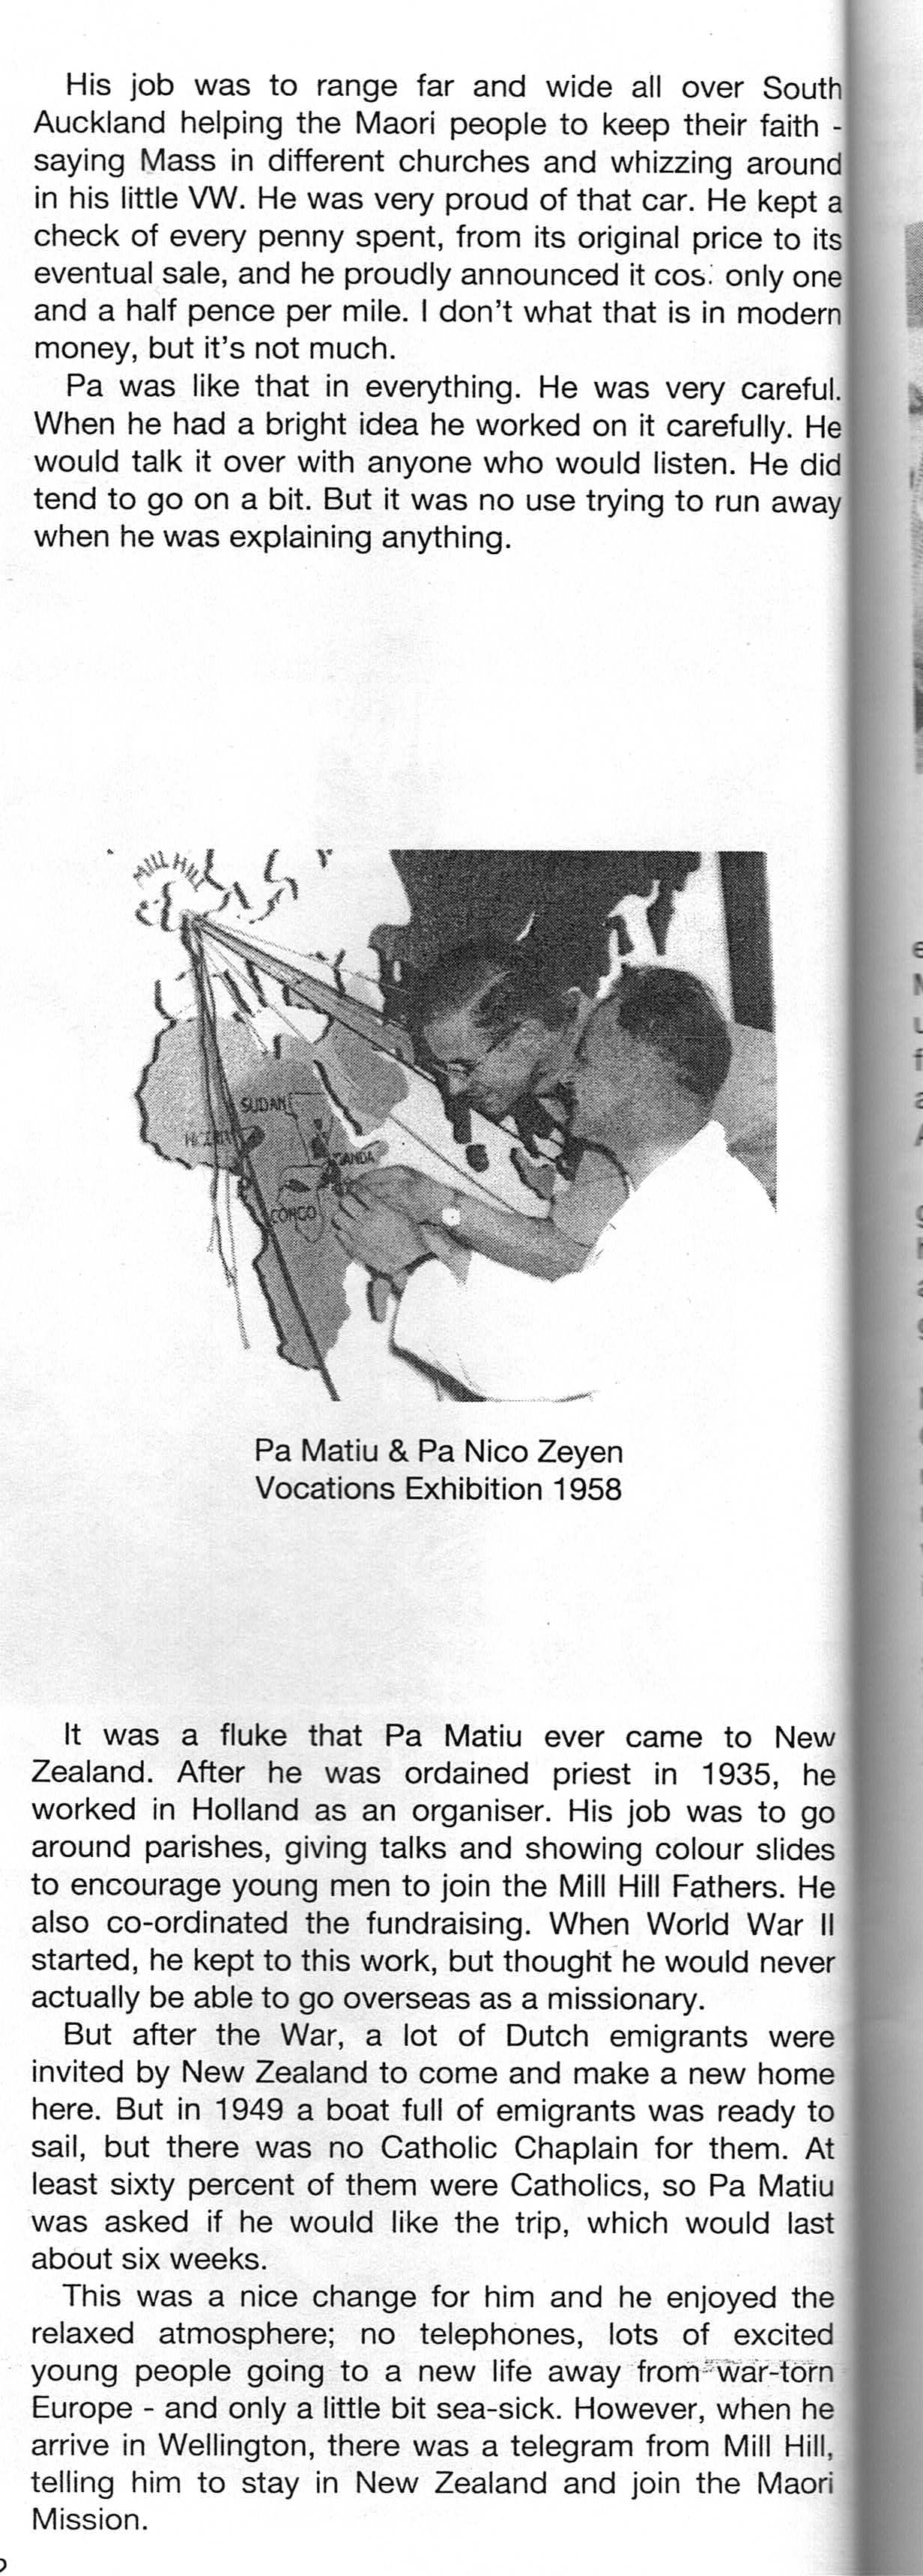 His job was to range far and wide all over South
Auckland helping the Maori people to keep their faith -
saying Mass in different churches and whizzing around
in his little VW. He was very proud of that car. He kept a
check of every penny spent, from its original price to its
eventual sale, and he proudly announced it cos. only one
and a half pence per mile. I don't what that is in modern
money, but it's not much.
Pa was like that in everything. He was very careful.
When he had a bright idea he worked on it carefully. He
would talk it over with anyone who would listen. He did
tend to go on a bit. But it was no use trying to run away
when he was explaining anything.
MILL HILL
SUDAN
CONGO
Pa Matiu & Pa Nico Zeyen
Vocations Exhibition 1958
It was a fluke that Pa Matiu ever came to New
Zealand. After he was ordained priest in 1935, he
worked in Holland as an organiser. His job was to go
around parishes, giving talks and showing colour slides
to encourage young men to join the Mill Hill Fathers. He
also co-ordinated the fundraising. When World War II
started, he kept to this work, but thought he would never
actually be able to go overseas as a missionary.
But after the War, a lot of Dutch emigrants were
invited by New Zealand to come and make a new home
here. But in 1949 a boat full of emigrants was ready to
sail, but there was no Catholic Chaplain for them. At
least sixty percent of them were Catholics, so Pa Matiu
was asked if he would like the trip, which would last
about six weeks.
This was a nice change for him and he enjoyed the
relaxed atmosphere; no telephones, lots of excited
young people going to a new life away from war-torn
Europe - and only a little bit sea-sick. However, when he
arrive in Wellington, there was a telegram from Mill Hill,
telling him to stay in New Zealand and join the Maori
Mission.